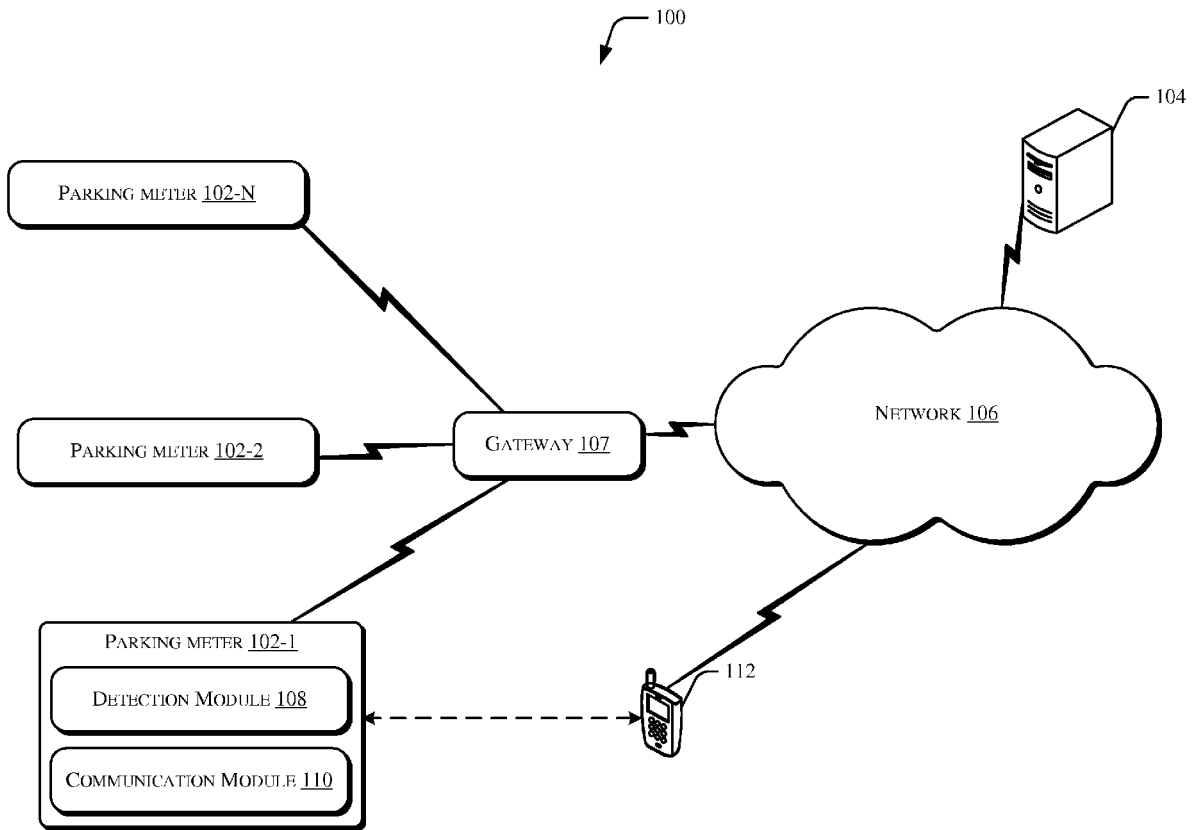 100
104
PARKING METER 102-N
NETWORK 106
PARKING METER 102-2
GATEWAY 107
PARKING METER 102-1
DETECTION MODULE 108
COMMUNICATION MODULE 110
112